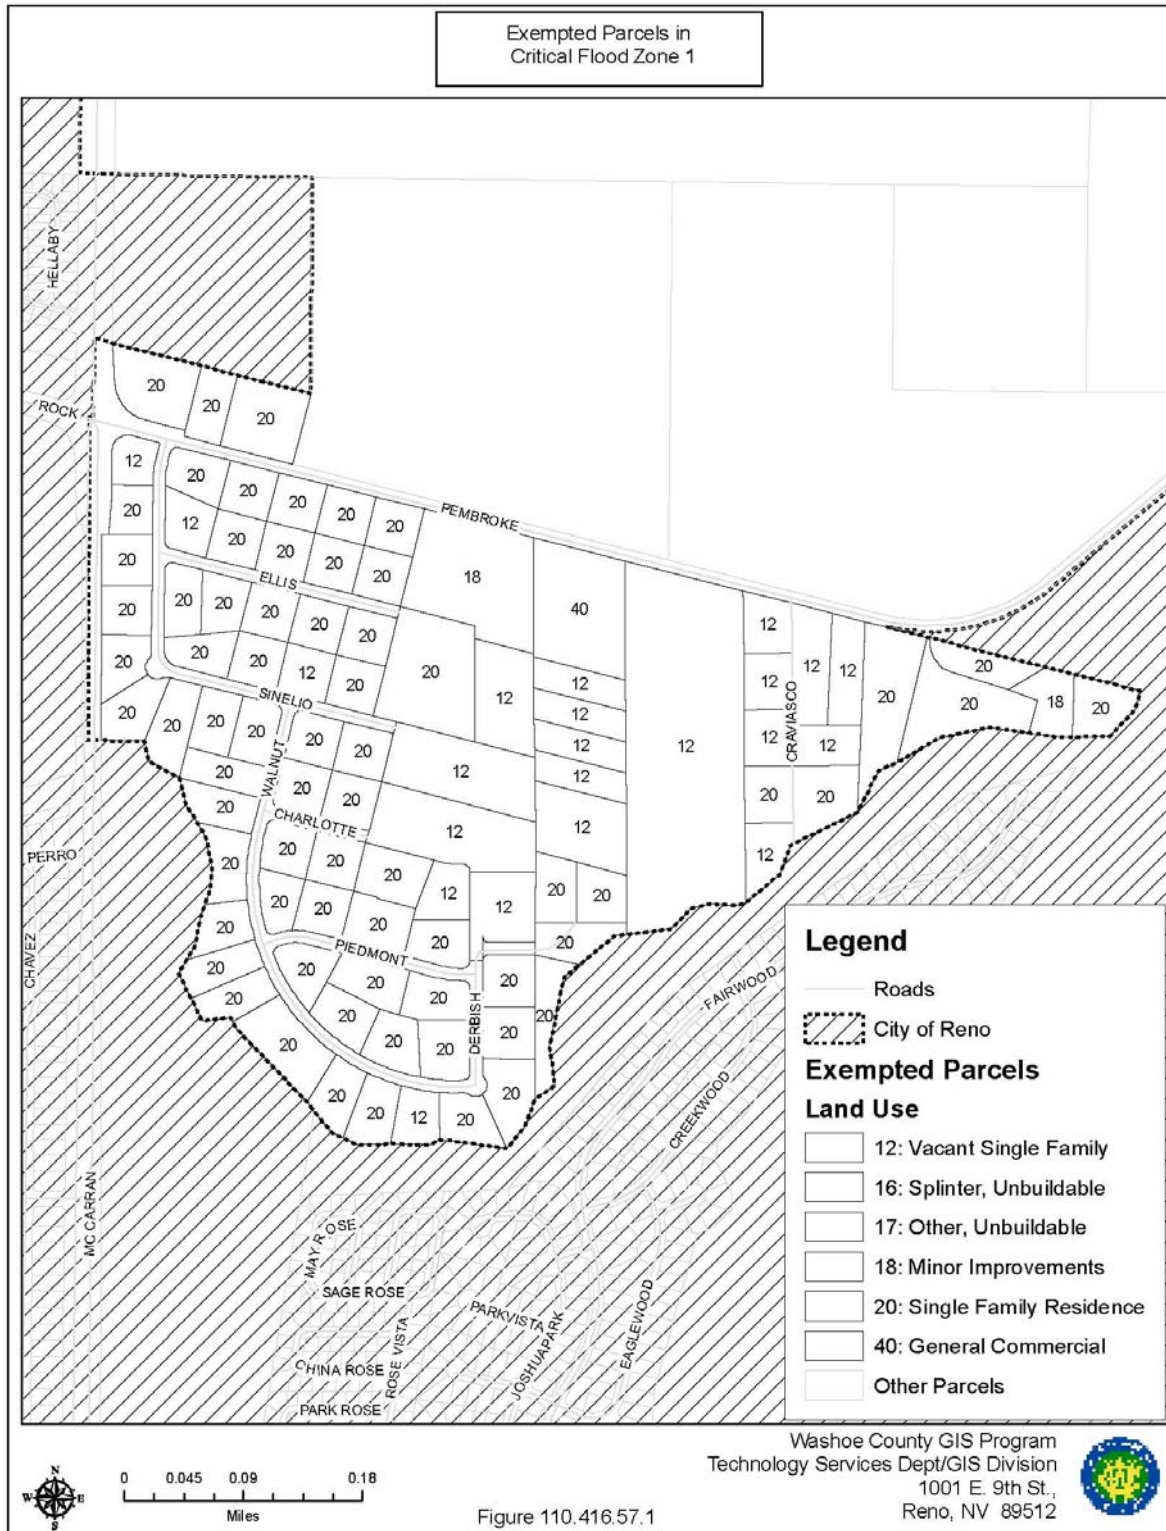 Exempted Parcels in
Critical Flood Zone 1
HELLABY
20
20
20
ROCK
12
20
20
20
20
20
PEMBROKE
20
12
20
20
20
20
18
40
20
ELLIS
20
20
20
20
20
20
12
12
12
12
20
20
20
12
20
20
12
12
20
20
18
20
20
SINELIO
20
20
20
20
20
12
12
12
12
12
CRAVIASCO
12
20
WALNUT
20
20
12
12
20
20
20
CHARLOTTE
12
12
12
PERRO
20
20
20
20
12
12
20
20
20
20
20
20
CHAVEZ
20
PIEDMONT
20
20
20
20
20
20
20
20
20
20
20
20
20
DERBISH
20
20
20
20
20
12
20
20
FAIRWOOD
CREEKWOOD
MC CARRAN
MAY ROSE
SAGE ROSE
PARKVISTA
EAGLEWOOD
CHINA ROSE
ROSE VISTA
JOSHUAPARK
PARK ROSE
Legend
Roads
City of Reno
Exempted Parcels
Land Use
12: Vacant Single Family
16: Splinter, Unbuildable
17: Other, Unbuildable
18: Minor Improvements
20: Single Family Residence
40: General Commercial
Other Parcels
N
W E
S
0 0.045 0.09 0.18
Miles
Figure 110.416.57.1
Washoe County GIS Program
Technology Services Dept/GIS Division
1001 E. 9th St.,
Reno, NV 89512